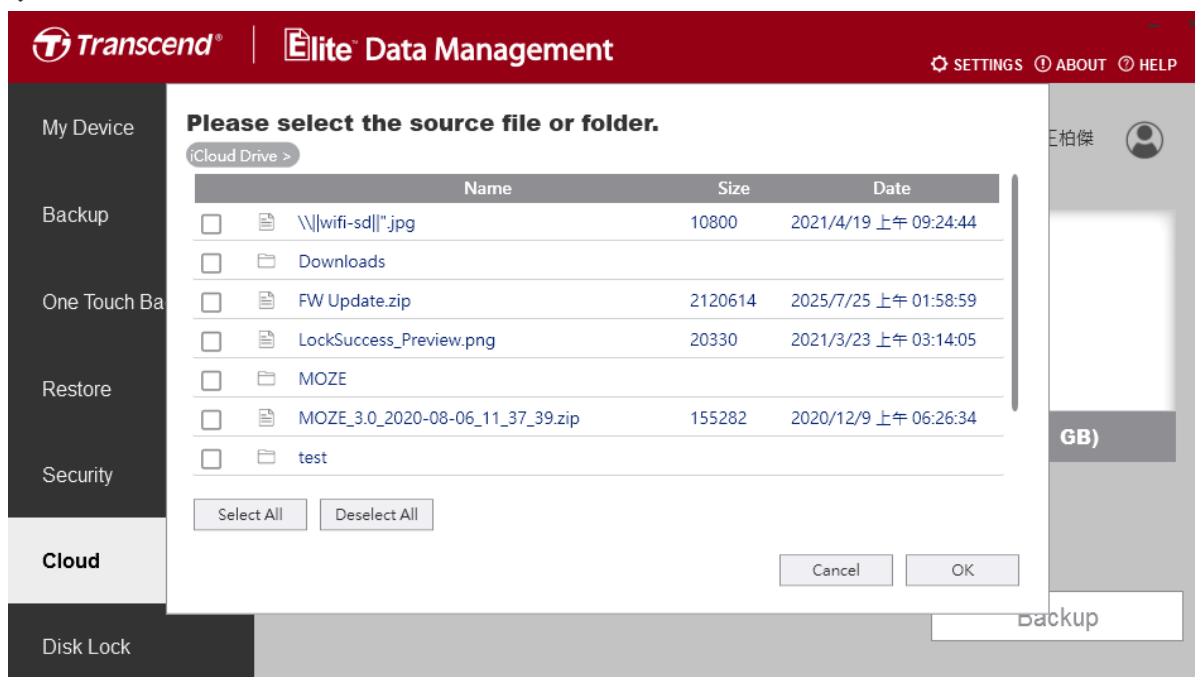 Transcend® Elite™ Data Management
SETTINGS ABOUT HELP
My Device
Backup
One Touch Ba
Restore
Security
Cloud
Disk Lock
王柏傑
Please select the source file or folder.
iCloud Drive >
Name Size Date
\\||wifi-sd||".jpg 10800 2021/4/19 上午 09:24:44
Downloads
FW Update.zip 2120614 2025/7/25 上午 01:58:59
LockSuccess_Preview.png 20330 2021/3/23 上午 03:14:05
MOZE
MOZE_3.0_2020-08-06_11_37_39.zip 155282 2020/12/9 上午 06:26:34
test
Select All Deselect All
Cancel OK
GB)
Backup